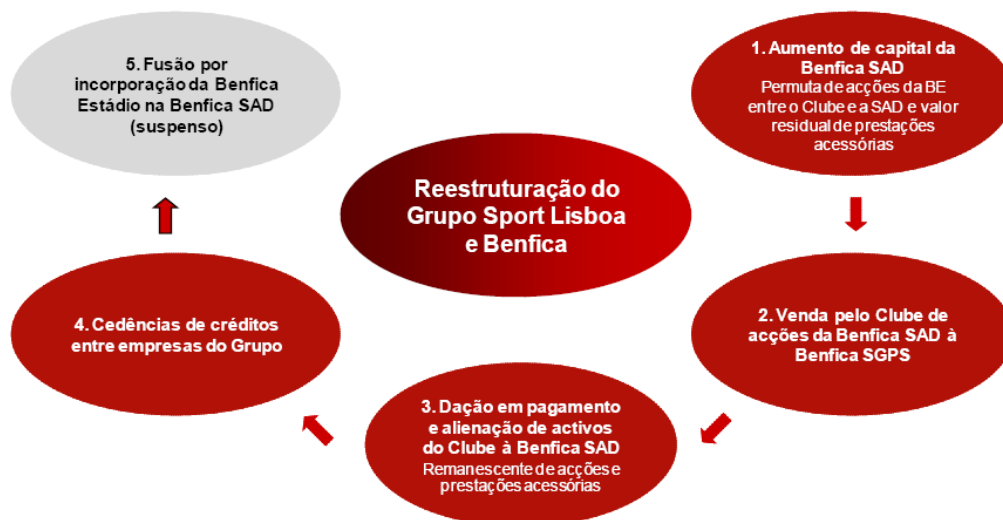 Reestruturação do
Grupo Sport Lisboa
e Benfica
1. Aumento de capital da
Benfica SAD
Permuta de acções da BE
entre o Clube e a SAD e valor
residual de prestações
acessórias
2. Venda pelo Clube de
acções da Benfica SAD à
Benfica SGPS
3. Dação em pagamento
e alienação de activos
do Clube à Benfica SAD
Remanescente de acções e
prestações acessórias
4. Cedências de créditos
entre empresas do Grupo
5. Fusão por
incorporação da Benfica
Estádio na Benfica SAD
(suspenso)